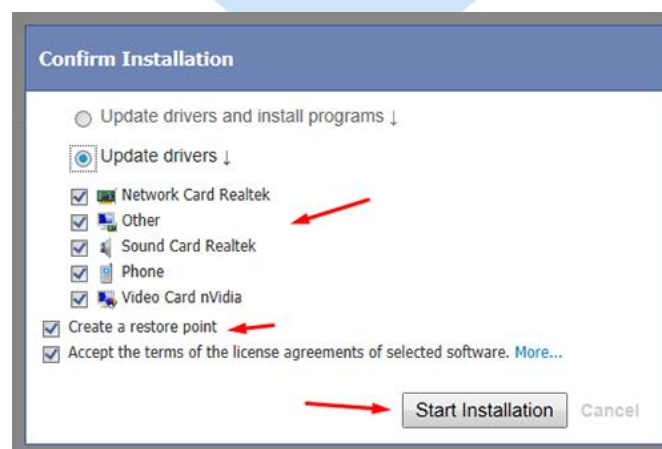 Confirm Installation
Update drivers and install programs ↓
Update drivers ↓
Network Card Realtek
Other
Sound Card Realtek
Phone
Video Card nVidia
Create a restore point
Accept the terms of the license agreements of selected software. More...
Start Installation Cancel